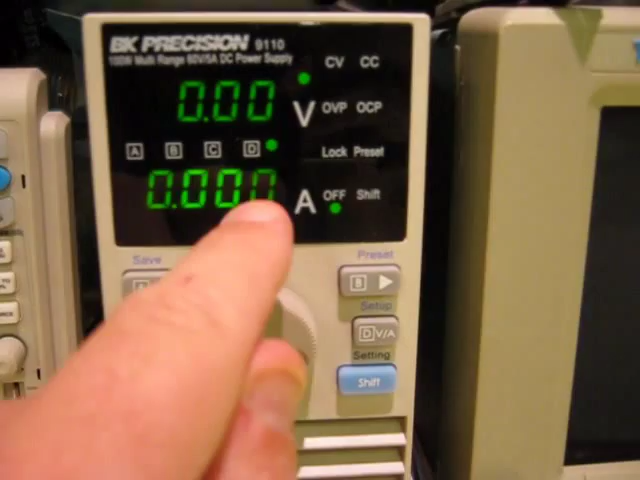 BK PRECISION 9110
100W Multi Range 60V/5A DC Power Supply
CV CC
0.00 V OVP OCP
A B C D Lock Preset
0.000 A OFF Shift
Save Preset
B
Setup
D V/A
Setting
Shift